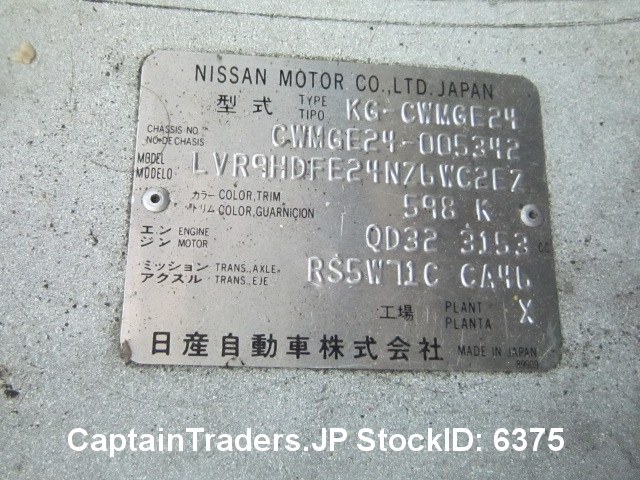 NISSAN MOTOR CO.,LTD. JAPAN
型式 TYPE TIPO KG-CWMGE24
CHASSIS NO. NO.DE CHASIS CWMGE24-005342
MODEL MODELO LVR9HDFE24NZ6WC2EZ
カラー COLOR,TRIM 598 K
トリム COLOR,GUARNICION
エンジン ENGINE MOTOR QD32 3153 CC
ミッション TRANS.,AXLE
アクスル TRANS.,EJE RS5W71C CA46
工場 PLANT PLANTA X
日産自動車株式会社 MADE IN JAPAN
CaptainTraders.JP StockID: 6375